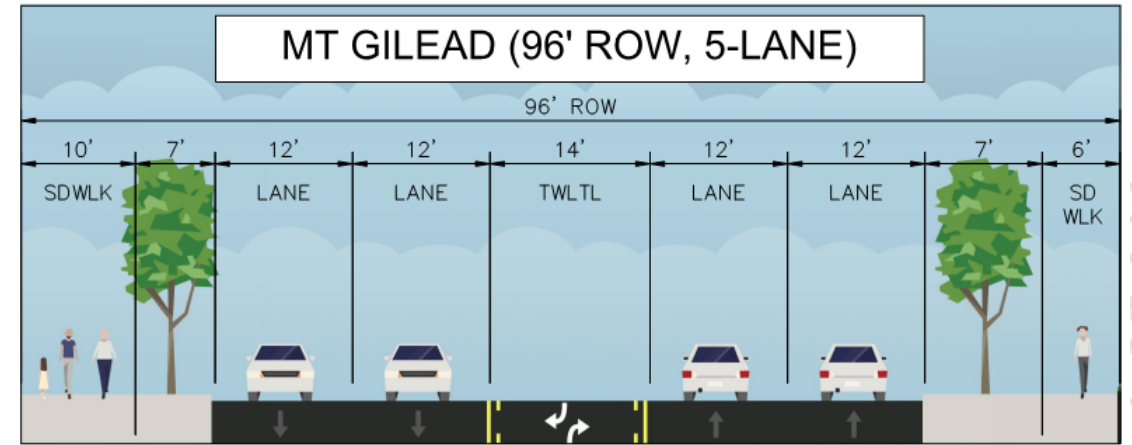 MT GILEAD (96' ROW, 5-LANE)
96' ROW
10' 7' 12' 12' 14' 12' 12' 7' 6'
SDWLK LANE LANE TWLTL LANE LANE SD
WLK